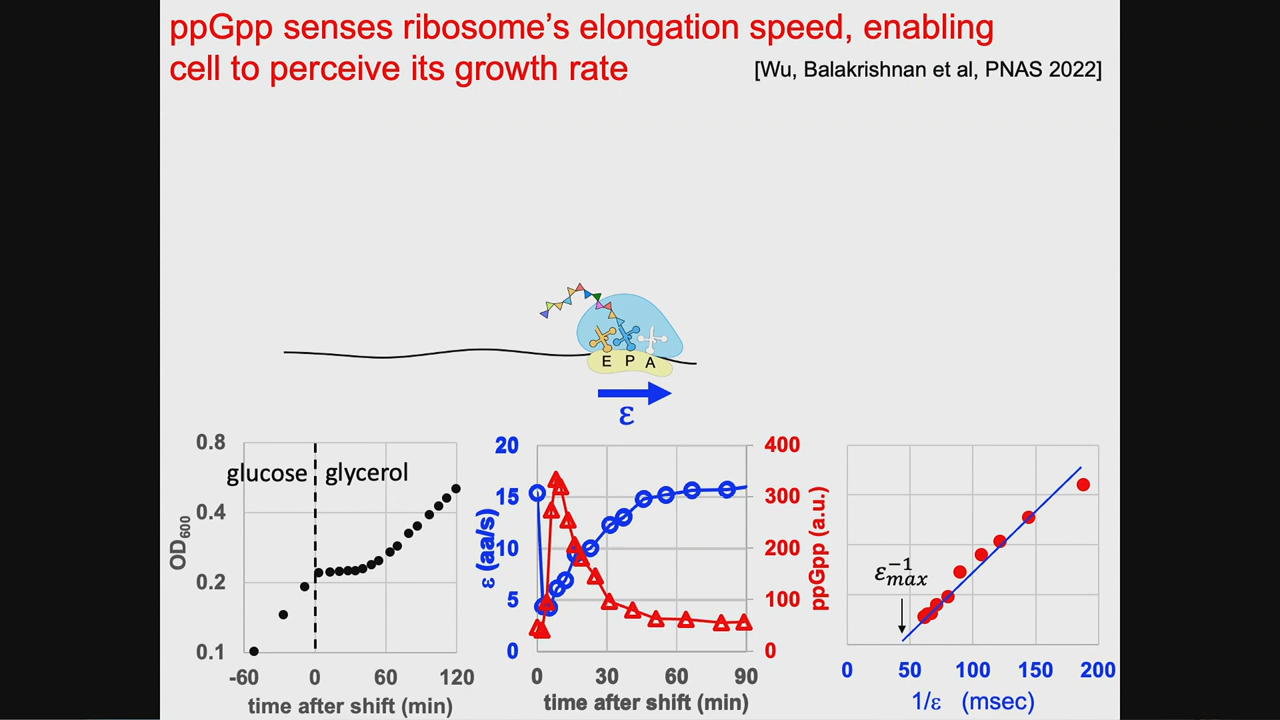 ppGpp senses ribosome's elongation speed, enabling
cell to perceive its growth rate
[Wu, Balakrishnan et al, PNAS 2022]
E P A
ε
0.8
0.4
0.2
0.1
OD600
glucose
glycerol
-60 0 60 120
time after shift (min)
20
15
10
5
0
ε (aa/s)
400
300
200
100
0
ppGpp (a.u.)
0 30 60 90
time after shift (min)
ε⁻¹max
0 50 100 150 200
1/ε (msec)